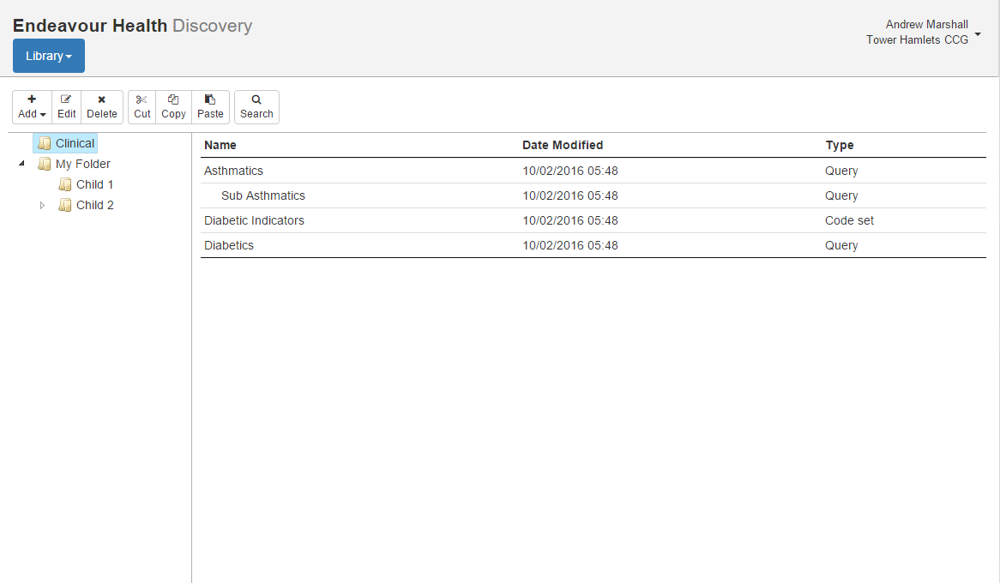 Endeavour Health Discovery
Andrew Marshall
Tower Hamlets CCG
Library
Add Edit Delete Cut Copy Paste Search
Clinical
My Folder
Child 1
Child 2
Name Date Modified Type
Asthmatics 10/02/2016 05:48 Query
Sub Asthmatics 10/02/2016 05:48 Query
Diabetic Indicators 10/02/2016 05:48 Code set
Diabetics 10/02/2016 05:48 Query